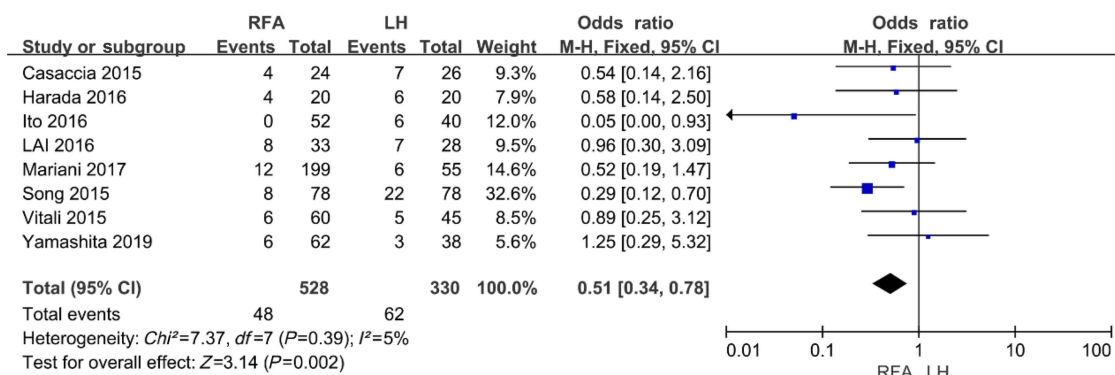 RFA LH Odds ratio Odds ratio
Study or subgroup Events Total Events Total Weight M-H, Fixed, 95% CI M-H, Fixed, 95% CI
Casaccia 2015 4 24 7 26 9.3% 0.54 [0.14, 2.16]
Harada 2016 4 20 6 20 7.9% 0.58 [0.14, 2.50]
Ito 2016 0 52 6 40 12.0% 0.05 [0.00, 0.93]
LAI 2016 8 33 7 28 9.5% 0.96 [0.30, 3.09]
Mariani 2017 12 199 6 55 14.6% 0.52 [0.19, 1.47]
Song 2015 8 78 22 78 32.6% 0.29 [0.12, 0.70]
Vitali 2015 6 60 5 45 8.5% 0.89 [0.25, 3.12]
Yamashita 2019 6 62 3 38 5.6% 1.25 [0.29, 5.32]
Total (95% CI) 528 330 100.0% 0.51 [0.34, 0.78]
Total events 48 62
Heterogeneity: Chi²=7.37, df=7 (P=0.39); I²=5%
Test for overall effect: Z=3.14 (P=0.002)
0.01 0.1 1 10 100
RFA LH